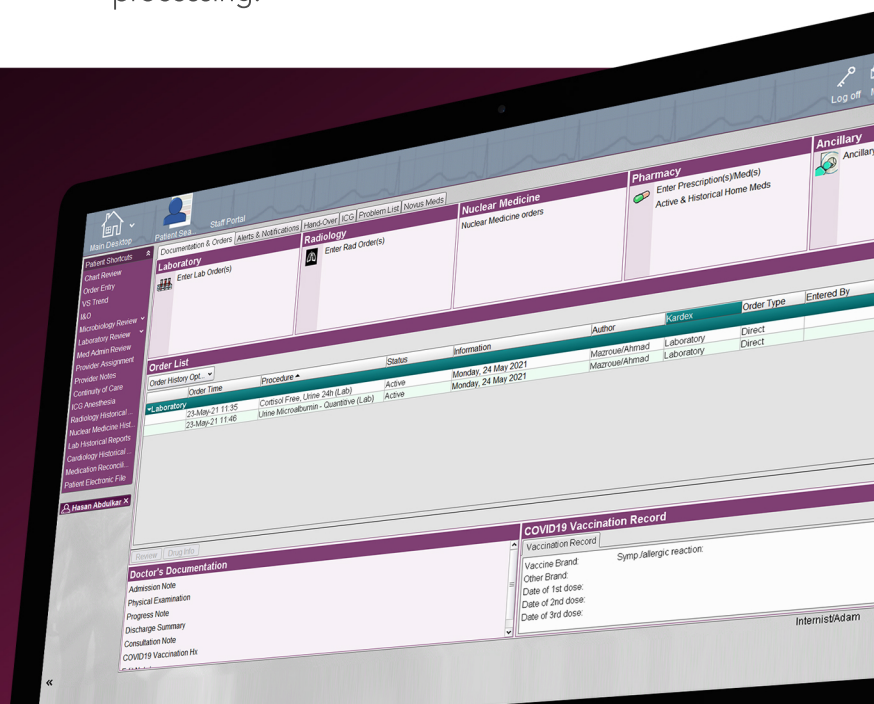 processing.
Log off
Main Desktop
Patient Sea...
Staff Portal
Patient Shortcuts
Chart Review
Order Entry
VS Trend
I&O
Microbiology Review
Laboratory Review
Med Admin Review
Provider Assignment
Provider Notes
Continuity of Care
ICG Anesthesia
Radiology Historical ...
Nuclear Medicine Hist...
Lab Historical Reports
Cardiology Historical ...
Medication Reconcili...
Patient Electronic File
Hasan Abdulkar ×
Documentation & Orders Alerts & Notifications Hand-Over ICG Problem List Novus Meds
Laboratory
Enter Lab Order(s)
Radiology
Enter Rad Order(s)
Nuclear Medicine
Nuclear Medicine orders
Pharmacy
Enter Prescription(s)/Med(s)
Active & Historical Home Meds
Ancillary
Ancillary
Order List
Order History Opt...
Order Time Procedure Status Information Author Kardex Order Type Entered By
Laboratory
23-May-21 11:35 Cortisol Free, Urine 24h (Lab) Active Monday, 24 May 2021 Mazroue/Ahmad Laboratory Direct
23-May-21 11:46 Urine Microalbumin - Quantitive (Lab) Active Monday, 24 May 2021 Mazroue/Ahmad Laboratory Direct
Review Drug Info
Doctor's Documentation
Admission Note
Physical Examination
Progress Note
Discharge Summary
Consultation Note
COVID19 Vaccination Hx
COVID19 Vaccination Record
Vaccination Record
Vaccine Brand: Symp./allergic reaction:
Other Brand:
Date of 1st dose:
Date of 2nd dose:
Date of 3rd dose:
Internist/Adam
«